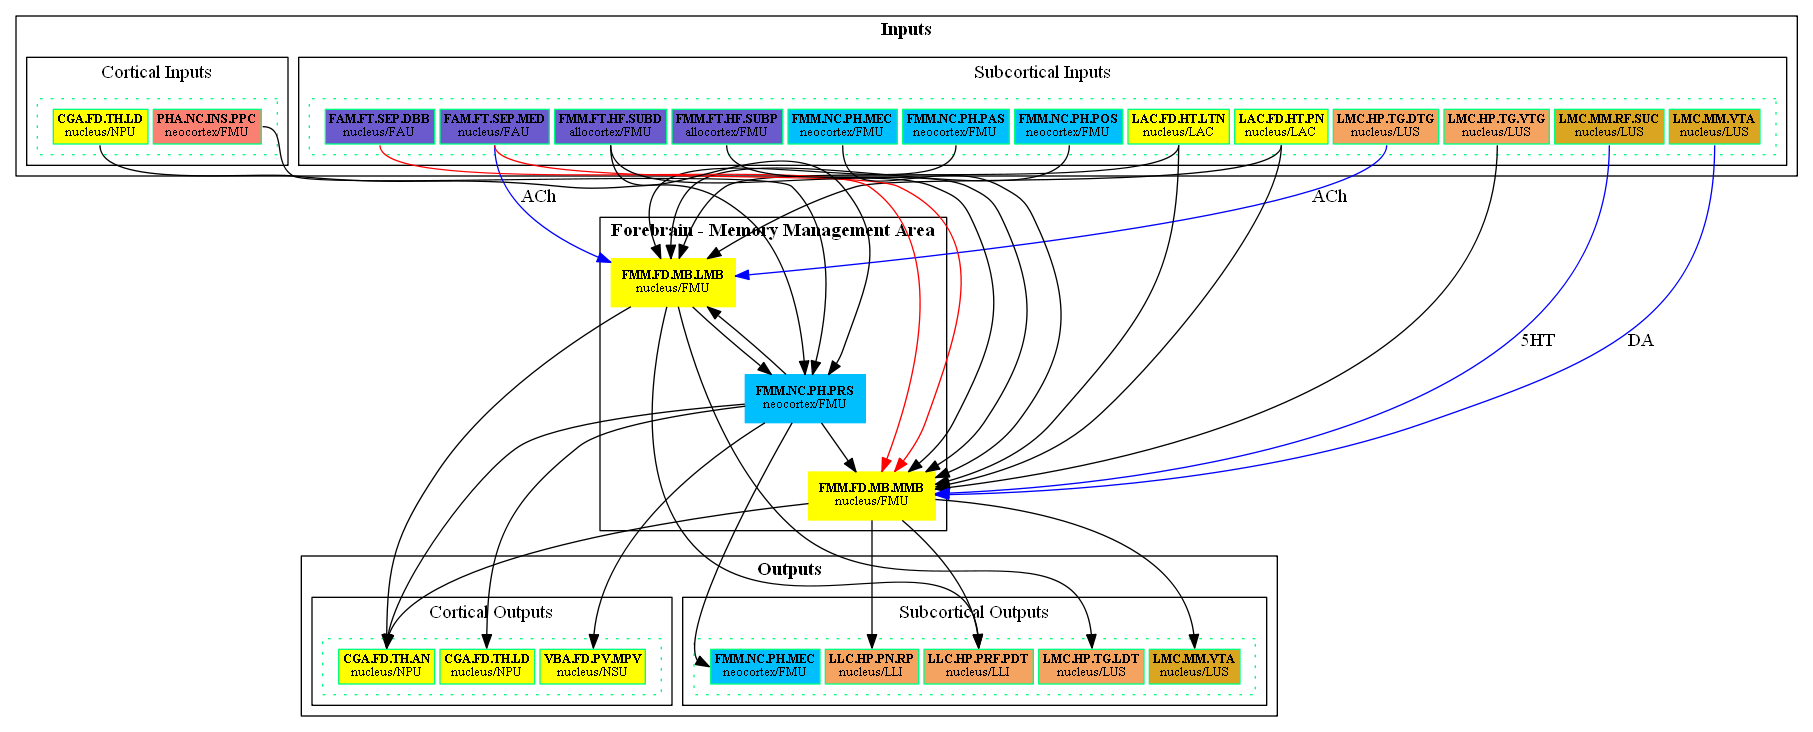 Inputs
Cortical Inputs
Subcortical Inputs
CGA.FD.TH.LD
nucleus/NPU
PHA.NC.INS.PPC
neocortex/FMU
FAM.FT.SEP.DBB
nucleus/FAU
FAM.FT.SEP.MED
nucleus/FAU
FMM.FT.HF.SUBD
allocortex/FMU
FMM.FT.HF.SUBP
allocortex/FMU
FMM.NC.PH.MEC
neocortex/FMU
FMM.NC.PH.PAS
neocortex/FMU
FMM.NC.PH.POS
neocortex/FMU
LAC.FD.HT.LTN
nucleus/LAC
LAC.FD.HT.PN
nucleus/LAC
LMC.HP.TG.DTG
nucleus/LUS
LMC.HP.TG.VTG
nucleus/LUS
LMC.MM.RF.SUC
nucleus/LUS
LMC.MM.VTA
nucleus/LUS
ACh
ACh
Forebrain - Memory Management Area
FMM.FD.MB.LMB
nucleus/FMU
5HT
DA
FMM.NC.PH.PRS
neocortex/FMU
FMM.FD.MB.MMB
nucleus/FMU
Outputs
Cortical Outputs
Subcortical Outputs
CGA.FD.TH.AN
nucleus/NPU
CGA.FD.TH.LD
nucleus/NPU
VBA.FD.PV.MPV
nucleus/NSU
FMM.NC.PH.MEC
neocortex/FMU
LLC.HP.PN.RP
nucleus/LLI
LLC.HP.PRF.PDT
nucleus/LLI
LMC.HP.TG.LDT
nucleus/LUS
LMC.MM.VTA
nucleus/LUS